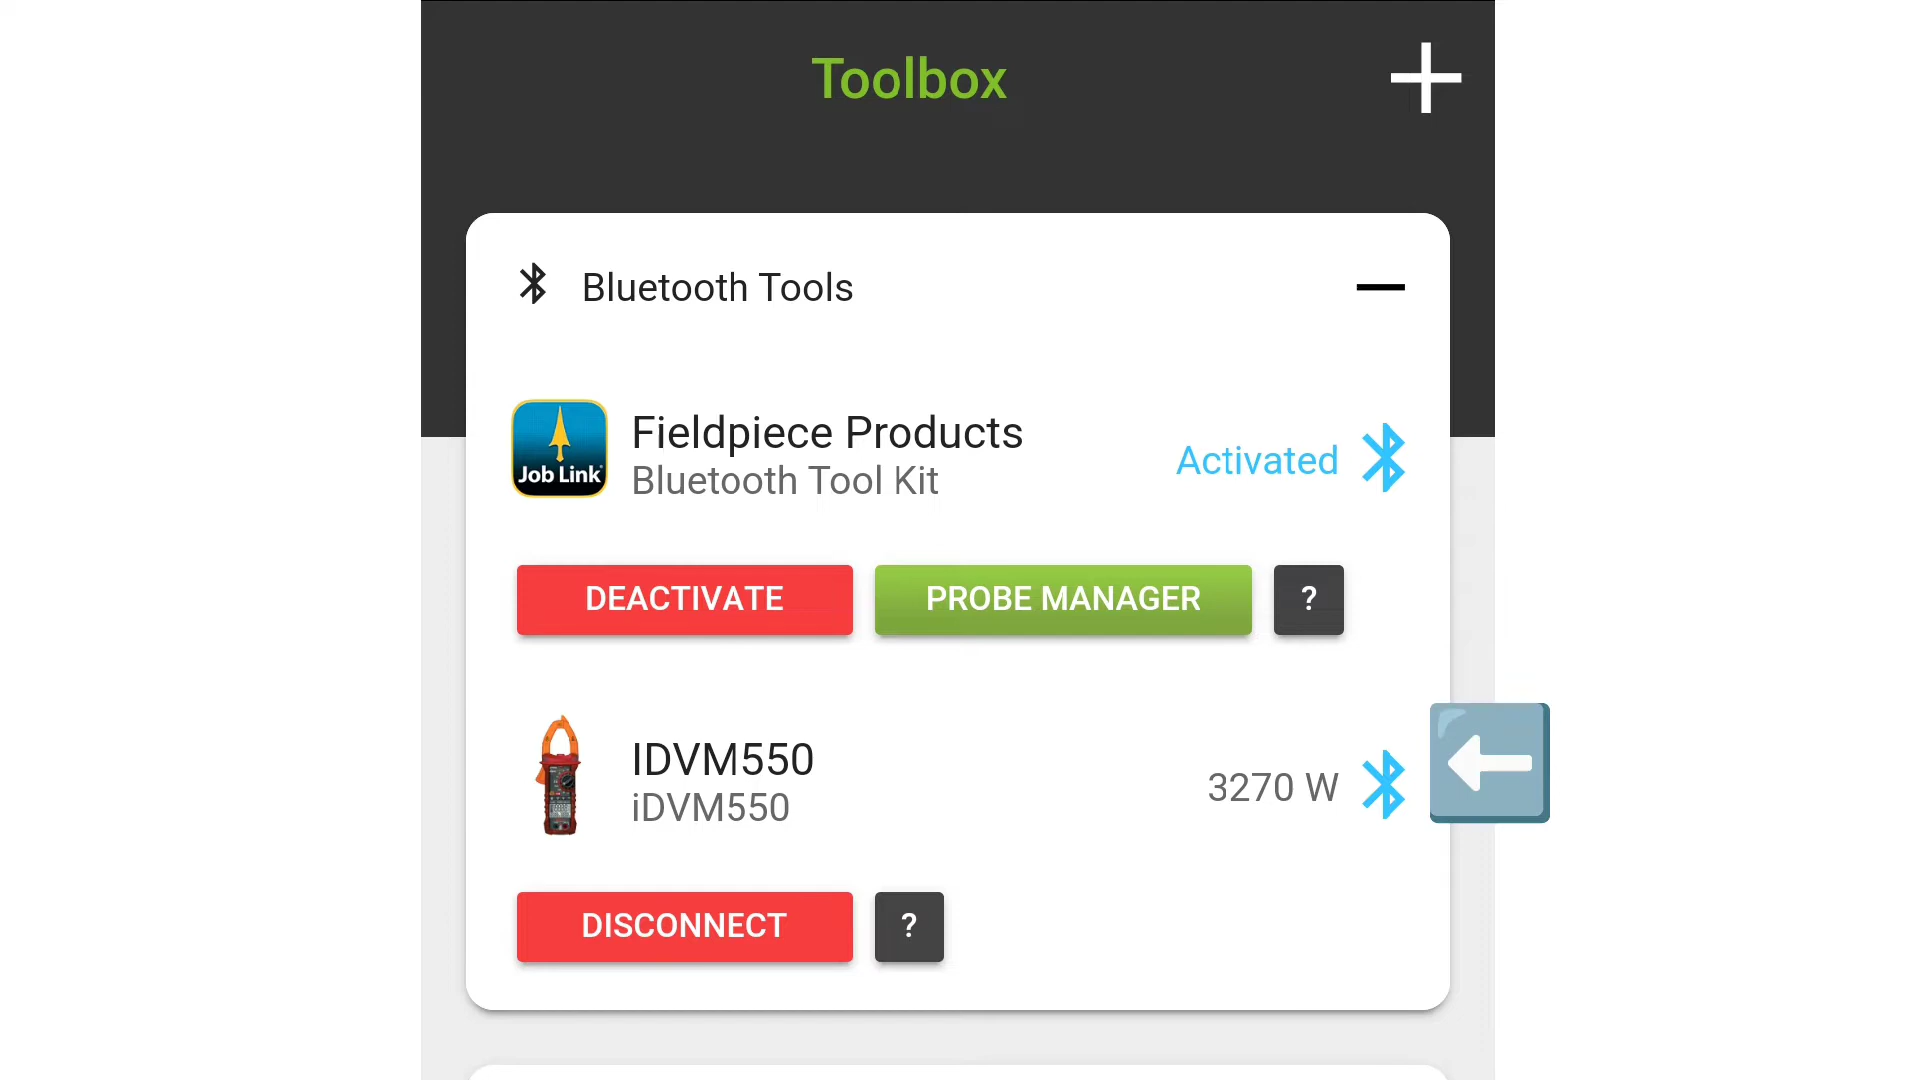 Toolbox
Bluetooth Tools
Job Link
Fieldpiece Products
Bluetooth Tool Kit
Activated
DEACTIVATE
PROBE MANAGER
?
IDVM550
iDVM550
3270 W
DISCONNECT
?